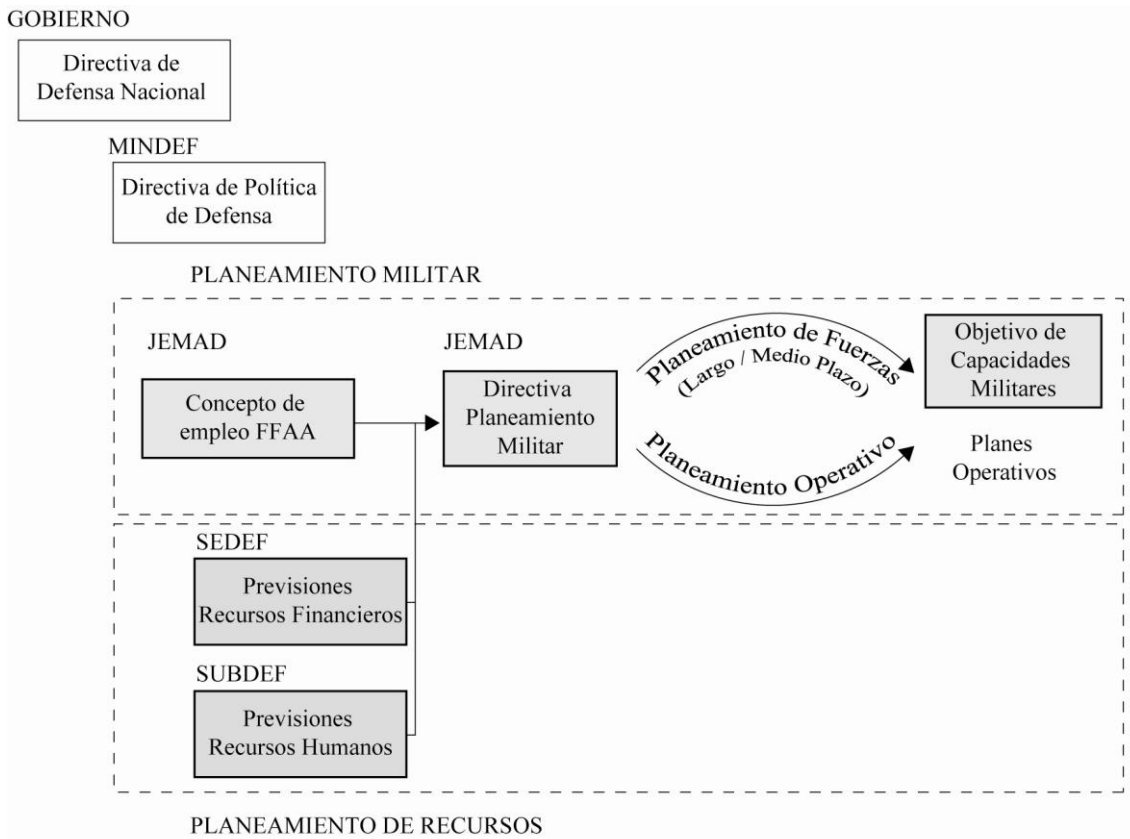 GOBIERNO
Directiva de
Defensa Nacional
MINDEF
Directiva de Política
de Defensa
PLANEAMIENTO MILITAR
JEMAD
Concepto de
empleo FFAA
JEMAD
Directiva
Planeamiento
Militar
Planeamiento de Fuerzas
(Largo / Medio Plazo)
Planeamiento Operativo
Objetivo de
Capacidades
Militares
Planes
Operativos
SEDEF
Previsiones
Recursos Financieros
SUBDEF
Previsiones
Recursos Humanos
PLANEAMIENTO DE RECURSOS